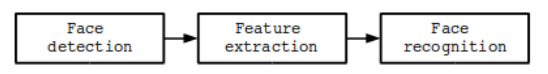 Face
detection
Feature
extraction
Face
recognition